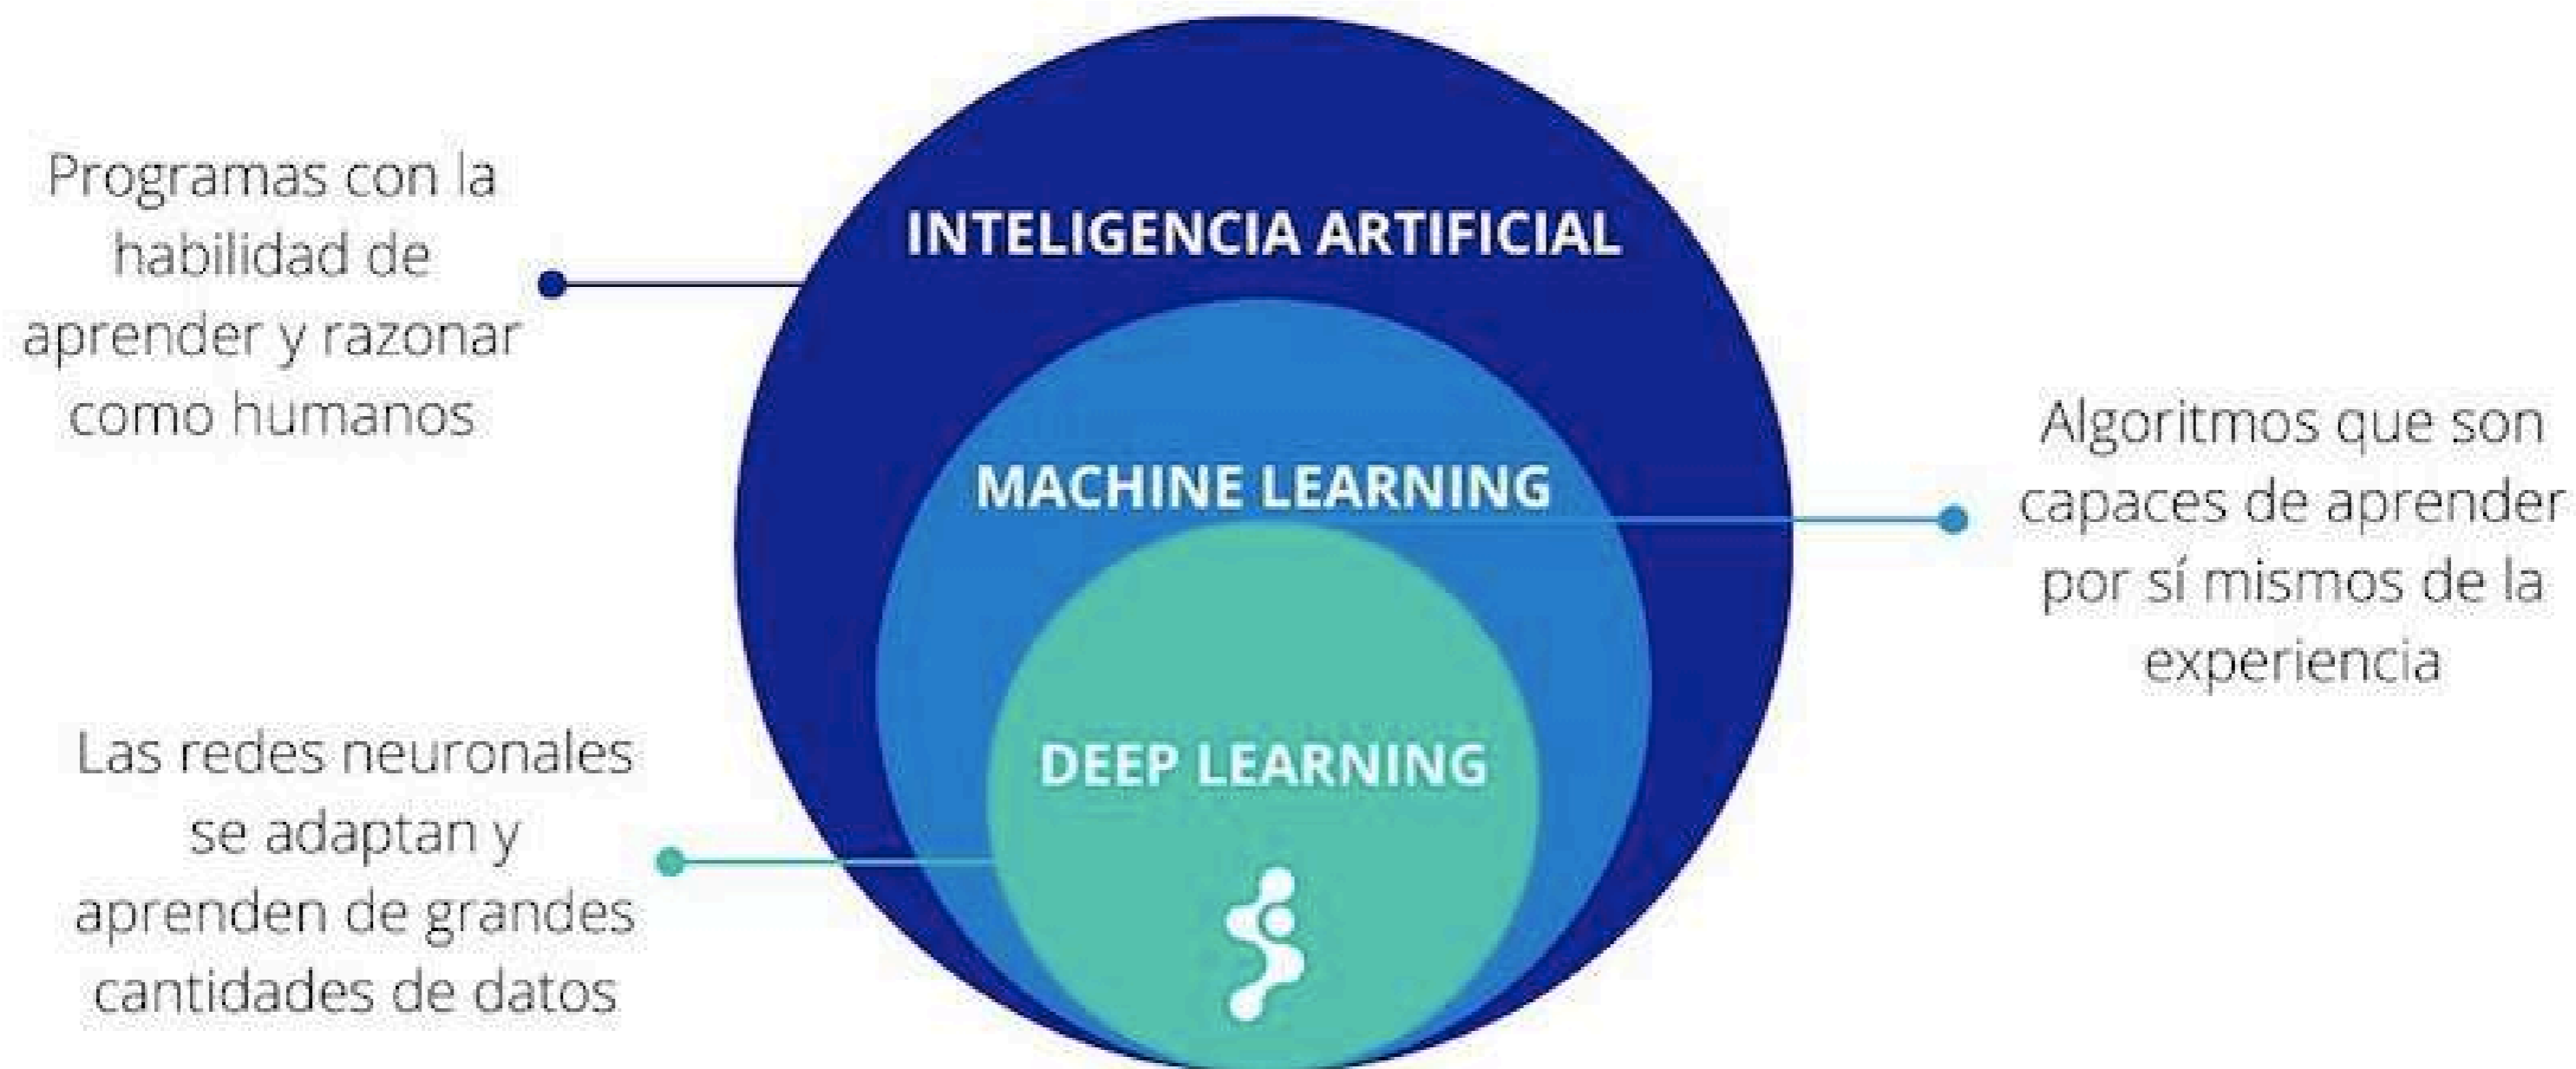 Programas con la
habilidad de
aprender y razonar
como humanos
INTELIGENCIA ARTIFICIAL
MACHINE LEARNING
Algoritmos que son
capaces de aprender
por sí mismos de la
experiencia
DEEP LEARNING
Las redes neuronales
se adaptan y
aprenden de grandes
cantidades de datos